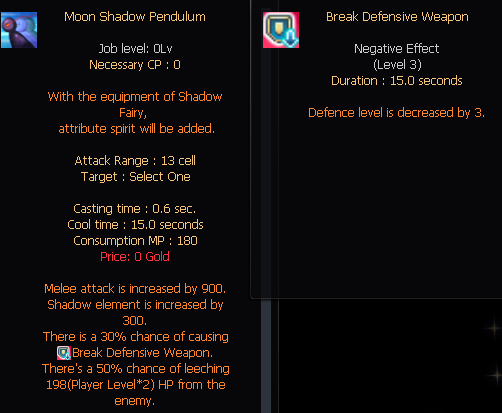 Moon Shadow Pendulum
Job level: 0Lv
Necessary CP : 0
With the equipment of Shadow
Fairy,
attribute spirit will be added.
Attack Range : 13 cell
Target : Select One
Casting time : 0.6 sec.
Cool time : 15.0 seconds
Consumption MP : 180
Price: 0 Gold
Melee attack is increased by 900.
Shadow element is increased by
300.
There is a 30% chance of causing
Break Defensive Weapon.
There's a 50% chance of leeching
198(Player Level*2) HP from the
enemy.
Break Defensive Weapon
Negative Effect
(Level 3)
Duration : 15.0 seconds
Defence level is decreased by 3.